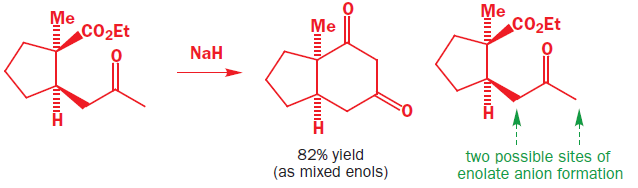 Me
CO₂Et
O
H
NaH
Me
O
O
H
82% yield
(as mixed enols)
Me
CO₂Et
O
H
two possible sites of
enolate anion formation